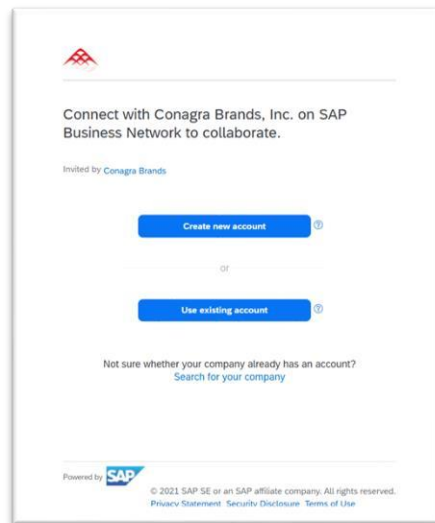 Connect with Conagra Brands, Inc. on SAP
Business Network to collaborate.
Invited by Conagra Brands
Create new account
or
Use existing account
Not sure whether your company already has an account?
Search for your company
Powered by SAP
© 2021 SAP SE or an SAP affiliate company. All rights reserved.
Privacy Statement Security Disclosure Terms of Use